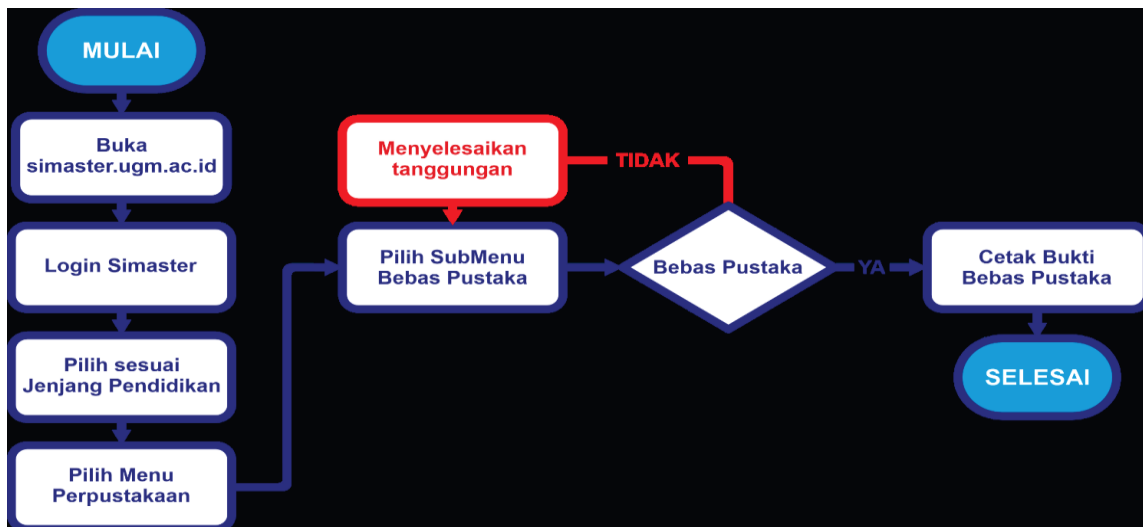 MULAI
Buka
simaster.ugm.ac.id
Login Simaster
Pilih sesuai
Jenjang Pendidikan
Pilih Menu
Perpustakaan
Menyelesaikan
tanggungan
TIDAK
Pilih SubMenu
Bebas Pustaka
Bebas Pustaka
YA
Cetak Bukti
Bebas Pustaka
SELESAI